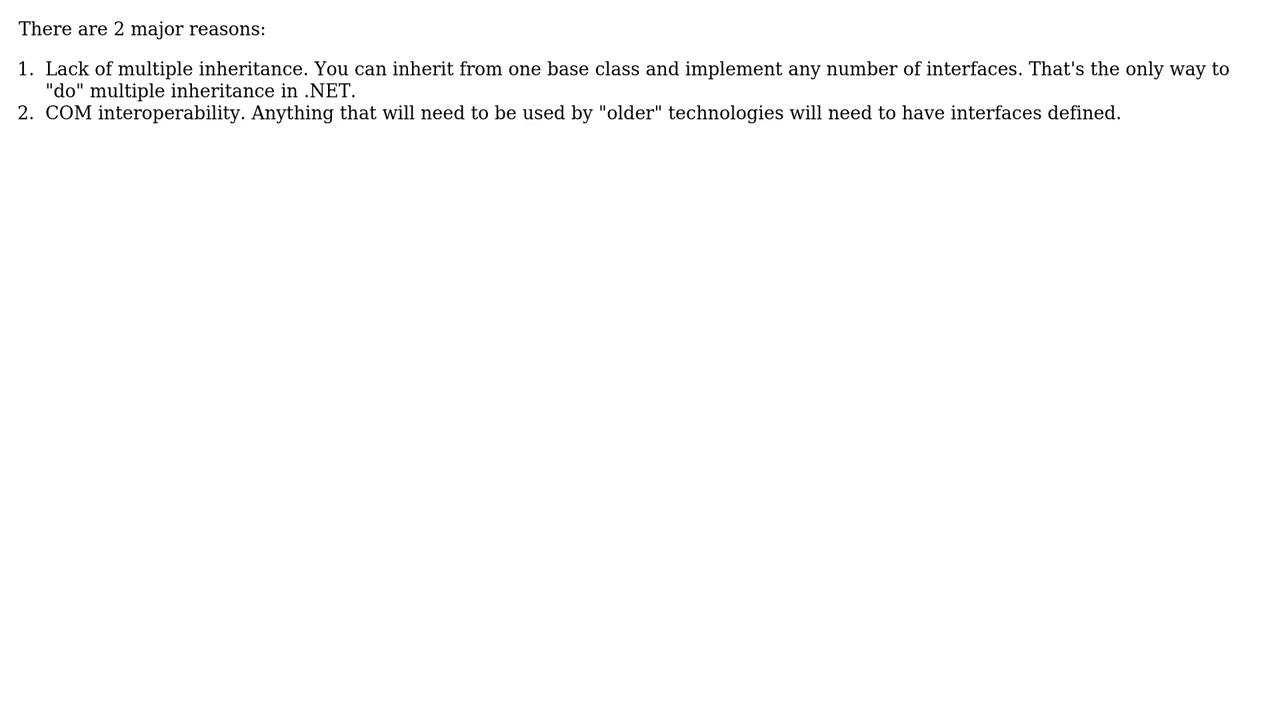 There are 2 major reasons:
1. Lack of multiple inheritance. You can inherit from one base class and implement any number of interfaces. That's the only way to
"do" multiple inheritance in .NET.
2. COM interoperability. Anything that will need to be used by "older" technologies will need to have interfaces defined.